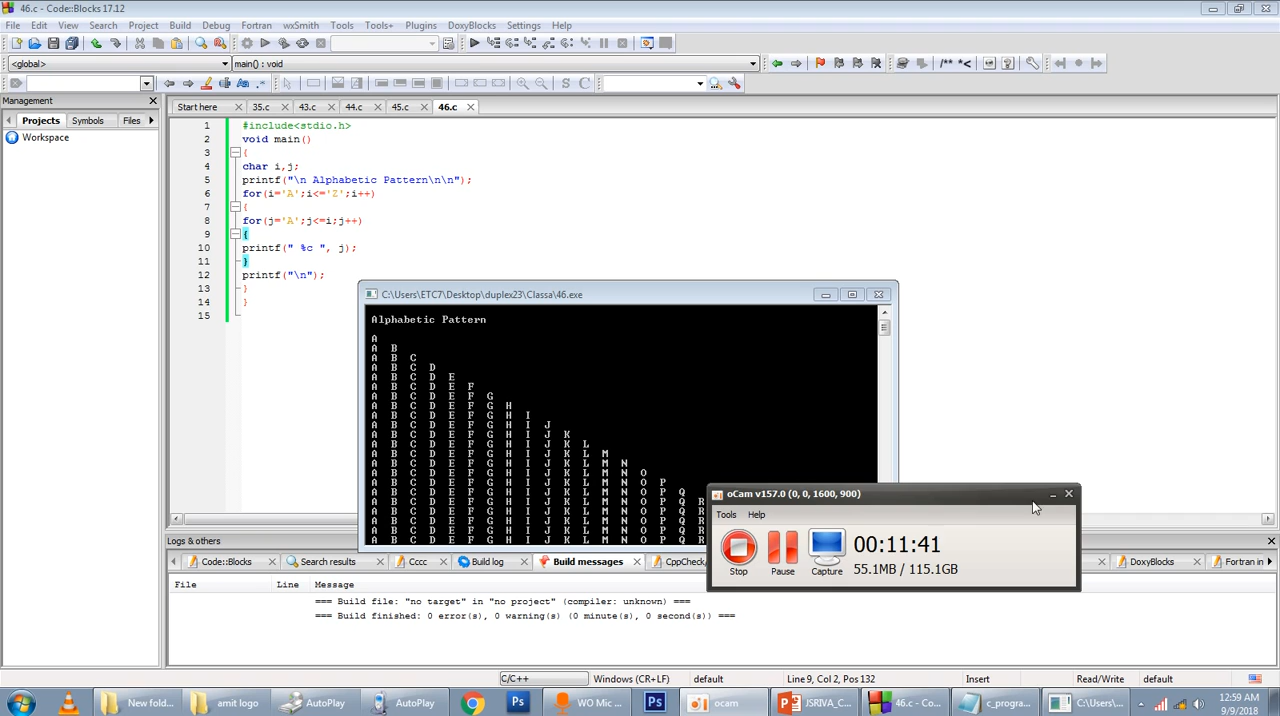 46.c - Code::Blocks 17.12
File Edit View Search Project Build Debug Fortran wxSmith Tools Tools+ Plugins DoxyBlocks Settings Help
<global> main() : void
/** *<
Management
Projects Symbols Files
Workspace
Start here 35.c 43.c 44.c 45.c 46.c
1 #include<stdio.h>
2 void main()
3 {
4 char i,j;
5 printf("\n Alphabetic Pattern\n\n");
6 for(i='A';i<='Z';i++)
7 {
8 for(j='A';j<=i;j++)
9 {
10 printf(" %c ", j);
11 }
12 printf("\n");
13 }
14 }
15
C:\Users\ETC7\Desktop\duplex23\Classa\46.exe
Alphabetic Pattern
A
A B
A B C
A B C D
A B C D E
A B C D E F
A B C D E F G
A B C D E F G H
A B C D E F G H I
A B C D E F G H I J
A B C D E F G H I J K
A B C D E F G H I J K L
A B C D E F G H I J K L M
A B C D E F G H I J K L M N
A B C D E F G H I J K L M N O
A B C D E F G H I J K L M N O P
A B C D E F G H I J K L M N O P Q
A B C D E F G H I J K L M N O P Q R
A B C D E F G H I J K L M N O P Q R
A B C D E F G H I J K L M N O P Q R
A B C D E F G H I J K L M N O P Q R
A B C D E F G H I J K L M N O P Q R
oCam v157.0 (0, 0, 1600, 900)
Tools Help
00:11:41
55.1MB / 115.1GB
Stop Pause Capture
Logs & others
Code::Blocks Search results Cccc Build log Build messages CppCheck/ DoxyBlocks Fortran in
File Line Message
=== Build file: "no target" in "no project" (compiler: unknown) ===
=== Build finished: 0 error(s), 0 warning(s) (0 minute(s), 0 second(s)) ===
C/C++ Windows (CR+LF) default Line 9, Col 2, Pos 132 Insert Read/Write default
New fold... amit logo AutoPlay AutoPlay Ps WO Mic ... Ps ocam JSRIVA_C... 46.c - Co... c_progra... C:\Users\...
12:59 AM
9/9/2018